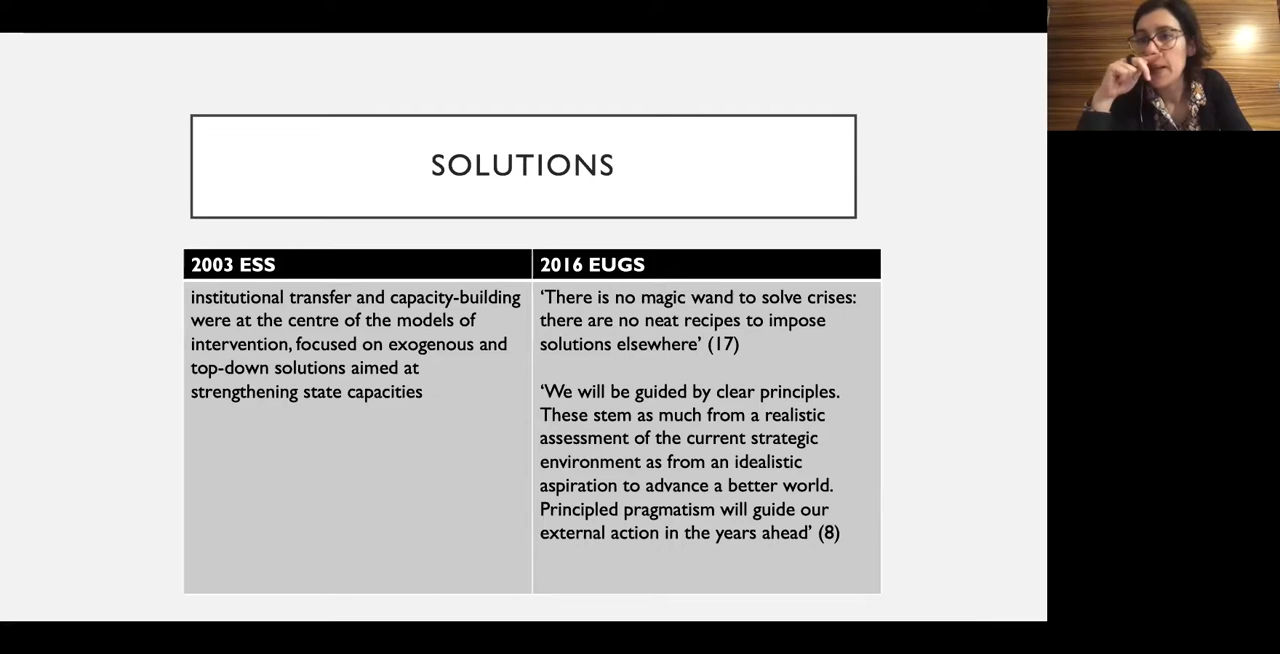 SOLUTIONS
2003 ESS
institutional transfer and capacity-building
were at the centre of the models of
intervention, focused on exogenous and
top-down solutions aimed at
strengthening state capacities
2016 EUGS
‘There is no magic wand to solve crises:
there are no neat recipes to impose
solutions elsewhere’ (17)
‘We will be guided by clear principles.
These stem as much from a realistic
assessment of the current strategic
environment as from an idealistic
aspiration to advance a better world.
Principled pragmatism will guide our
external action in the years ahead’ (8)